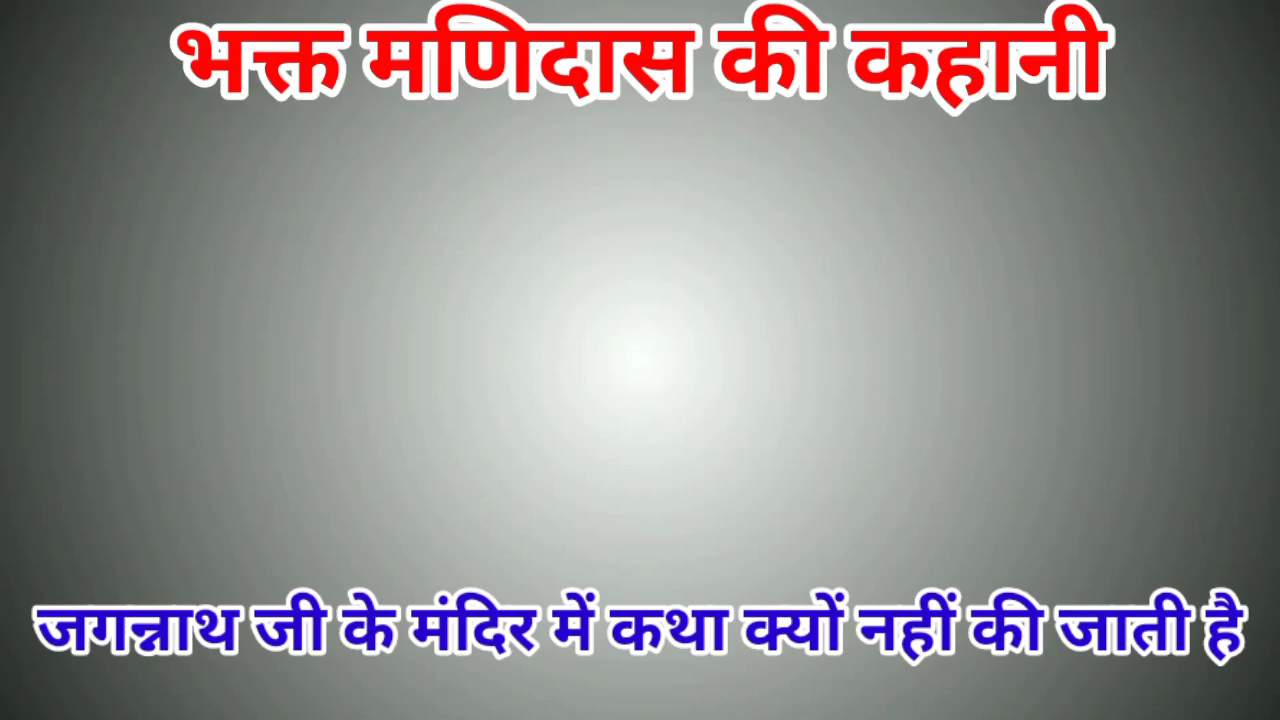 भक्त मणिदास की कहानी
जगन्नाथ जी के मंदिर में कथा क्यों नहीं की जाती है